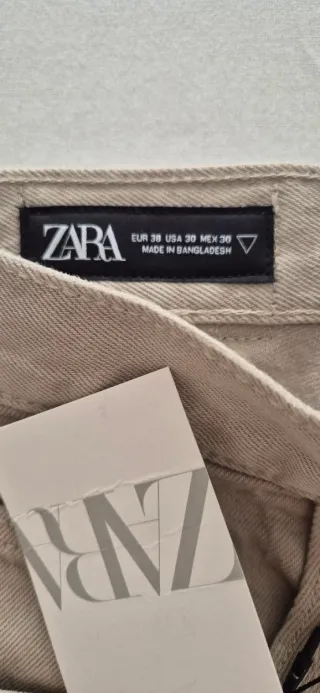 ZARA
EUR 38 USA 30 MEX 30
MADE IN BANGLADESH
ZARA